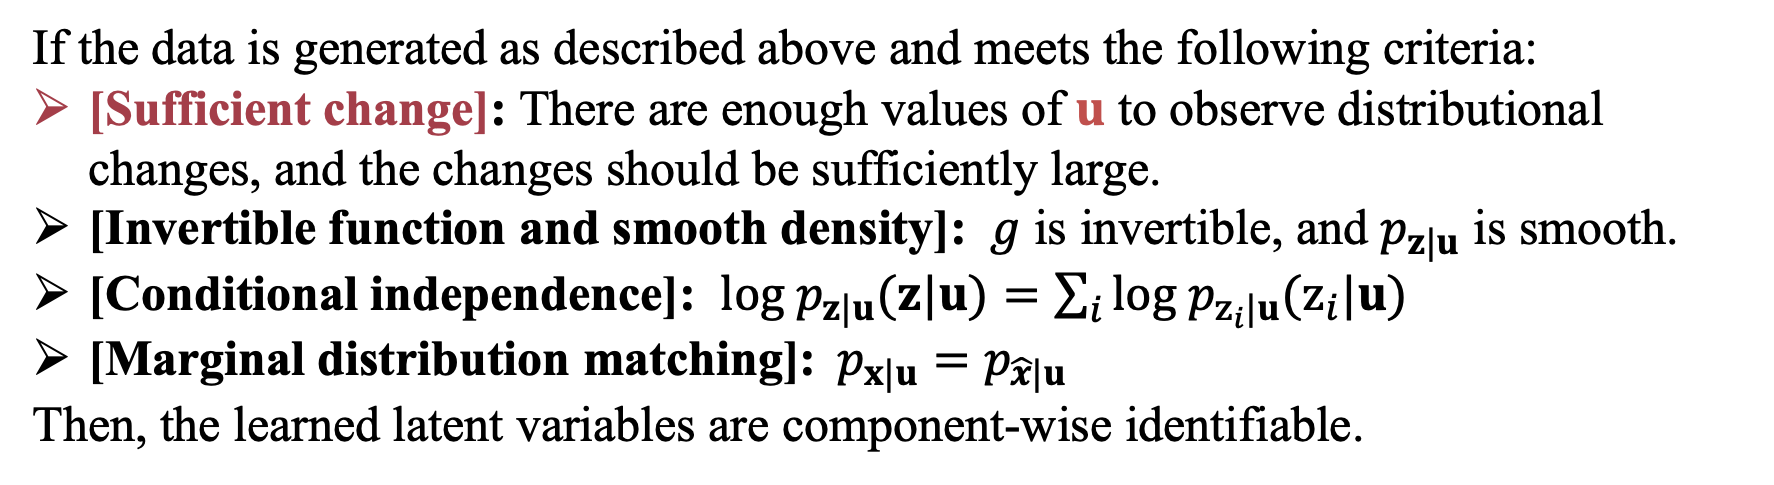 If the data is generated as described above and meets the following criteria:
➢ [Sufficient change]: There are enough values of u to observe distributional
changes, and the changes should be sufficiently large.
➢ [Invertible function and smooth density]: g is invertible, and p_{z|u} is smooth.
➢ [Conditional independence]: log p_{z|u}(z|u) = ∑_i log p_{z_i|u}(z_i|u)
➢ [Marginal distribution matching]: p_{x|u} = p_{x̂|u}
Then, the learned latent variables are component-wise identifiable.